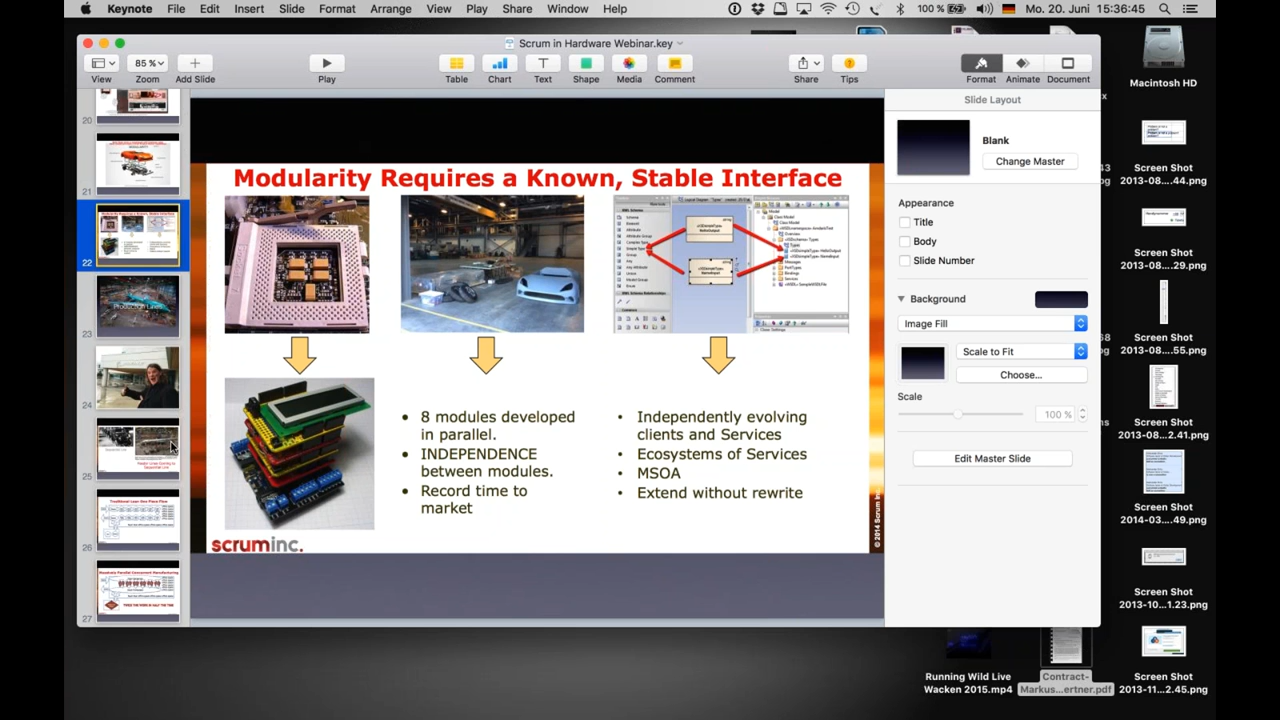 Keynote File Edit Insert Slide Format Arrange View Play Share Window Help 100 % Mo. 20. Juni 15:36:45
Scrum in Hardware Webinar.key
85 %
View Zoom Add Slide Play Table Chart Text Shape Media Comment Share Tips Format Animate Document
20
21
22
23
24
25
26
27
Production Lines
Traditional Lean One Piece Flow
Modularity Requires a Known, Stable Interface
8 modules developed
in parallel.
INDEPENDENCE
between modules.
Record time to
market
Independently evolving
clients and Services
Ecosystems of Services
MSOA
Extend without rewrite
scruminc.
© 2014 Scrum Inc.
Slide Layout
Blank
Change Master
Appearance
Title
Body
Slide Number
Background
Image Fill
Scale to Fit
Choose...
Scale
100 %
Edit Master Slide
Macintosh HD
Screen Shot
2013-08...44.png
Screen Shot
2013-08...29.png
Screen Shot
2013-08...55.png
Screen Shot
2013-08...2.41.png
Screen Shot
2014-03...49.png
Screen Shot
2013-10...1.23.png
Screen Shot
2013-11...2.45.png
Running Wild Live
Wacken 2015.mp4
Contract-
Markus...ertner.pdf